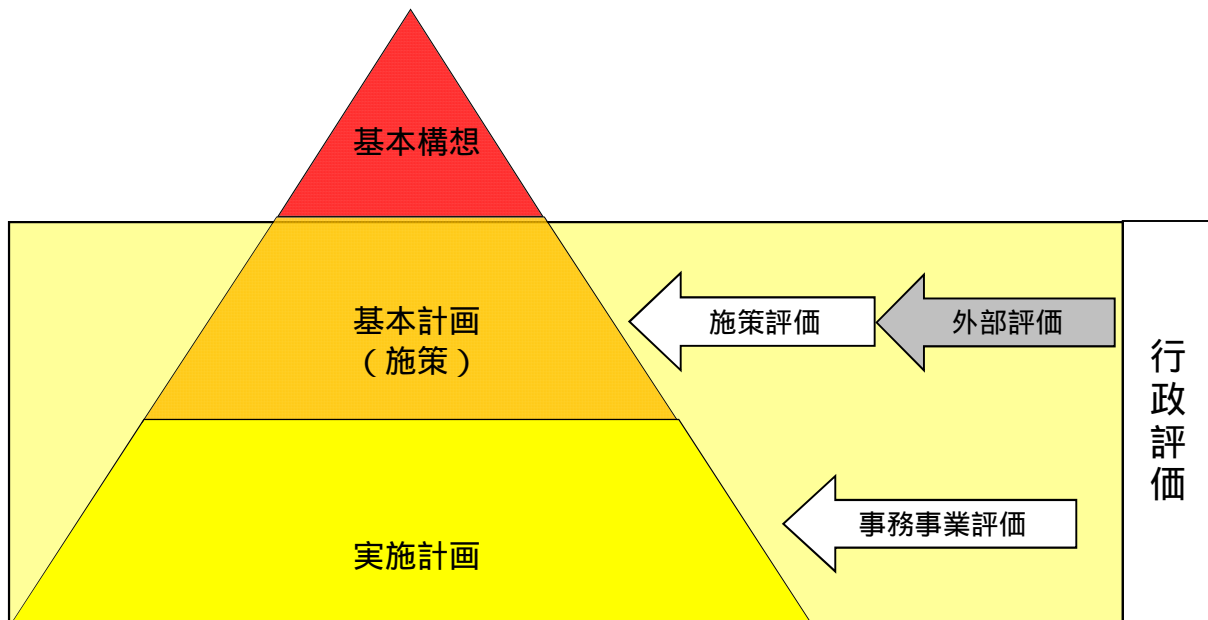 基本構想
基本計画
（施策）
施策評価
外部評価
行政評価
事務事業評価
実施計画